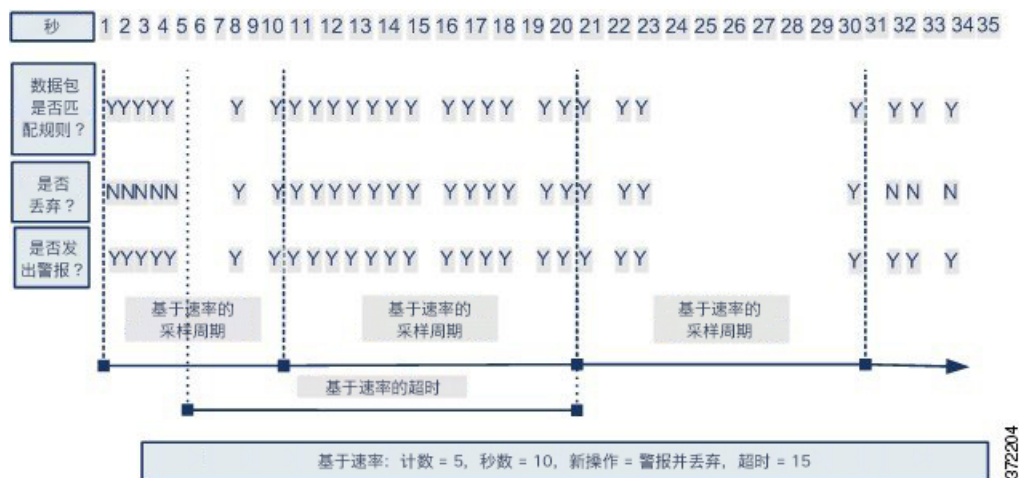 秒 1 2 3 4 5 6 7 8 9 10 11 12 13 14 15 16 17 18 19 20 21 22 23 24 25 26 27 28 29 30 31 32 33 34 35
数据包
是否匹
配规则？
YYYYY Y Y Y Y Y Y Y Y Y Y Y Y Y Y Y Y Y Y Y Y Y Y
是否
丢弃？
NNNNN Y Y Y Y Y Y Y Y Y Y Y Y Y Y Y Y Y Y Y N N N
是否发
出警报？
YYYYY Y Y Y Y Y Y Y Y Y Y Y Y Y Y Y Y Y Y Y Y Y Y
基于速率的
采样周期
基于速率的
采样周期
基于速率的
采样周期
基于速率的超时
基于速率：计数 = 5，秒数 = 10，新操作 = 警报并丢弃，超时 = 15
372204